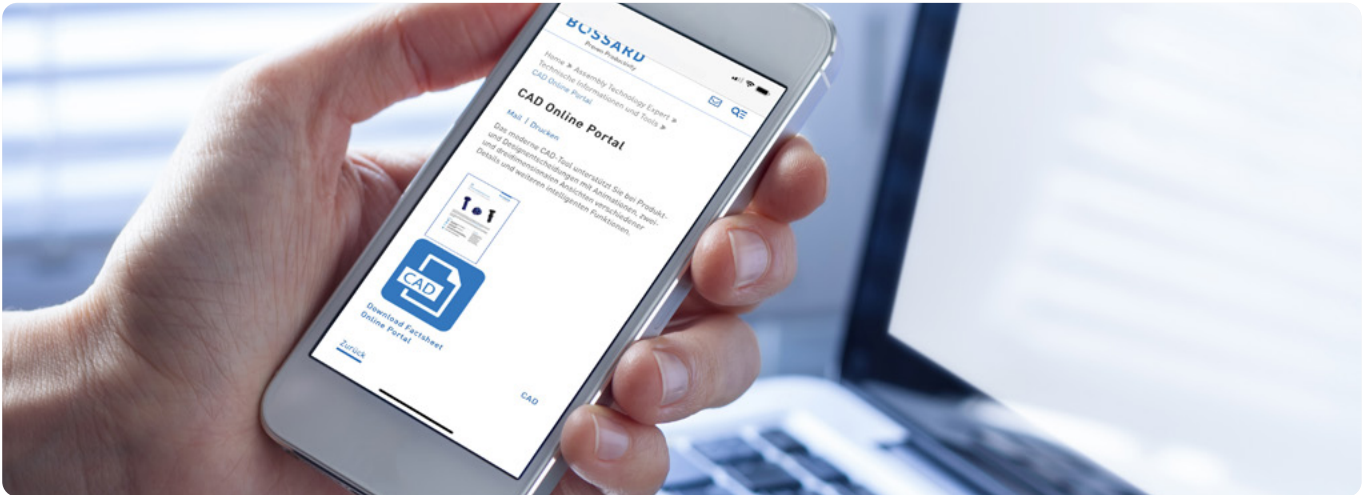 BOSSARD
Proven Productivity
Home » Assembly Technology Expert »
Technische Informationen und Tools »
CAD Online Portal
CAD Online Portal
Mail | Drucken
Das moderne CAD-Tool unterstützt Sie bei Produkt-
und Designentscheidungen mit Animationen, zwei-
und dreidimensionalen Ansichten verschiedener
Details und weiteren intelligenten Funktionen.
CAD
Download Factsheet
Online Portal
Zurück
CAD